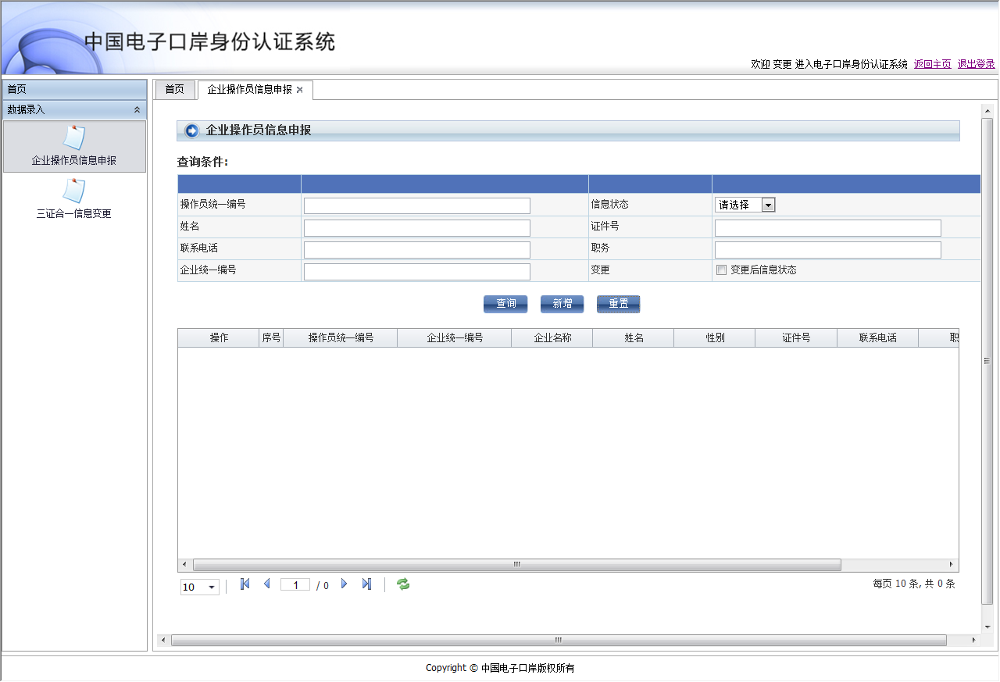 中国电子口岸身份认证系统
欢迎 变更 进入电子口岸身份认证系统 返回主页 退出登录
首页
数据录入
企业操作员信息申报
三证合一信息变更
首页 企业操作员信息申报
企业操作员信息申报
查询条件:
操作员统一编号 信息状态 请选择
姓名 证件号
联系电话 职务
企业统一编号 变更 变更后信息状态
查询 新增 重置
操作 序号 操作员统一编号 企业统一编号 企业名称 姓名 性别 证件号 联系电话 职
10 1 / 0 每页 10 条, 共 0 条
Copyright © 中国电子口岸版权所有